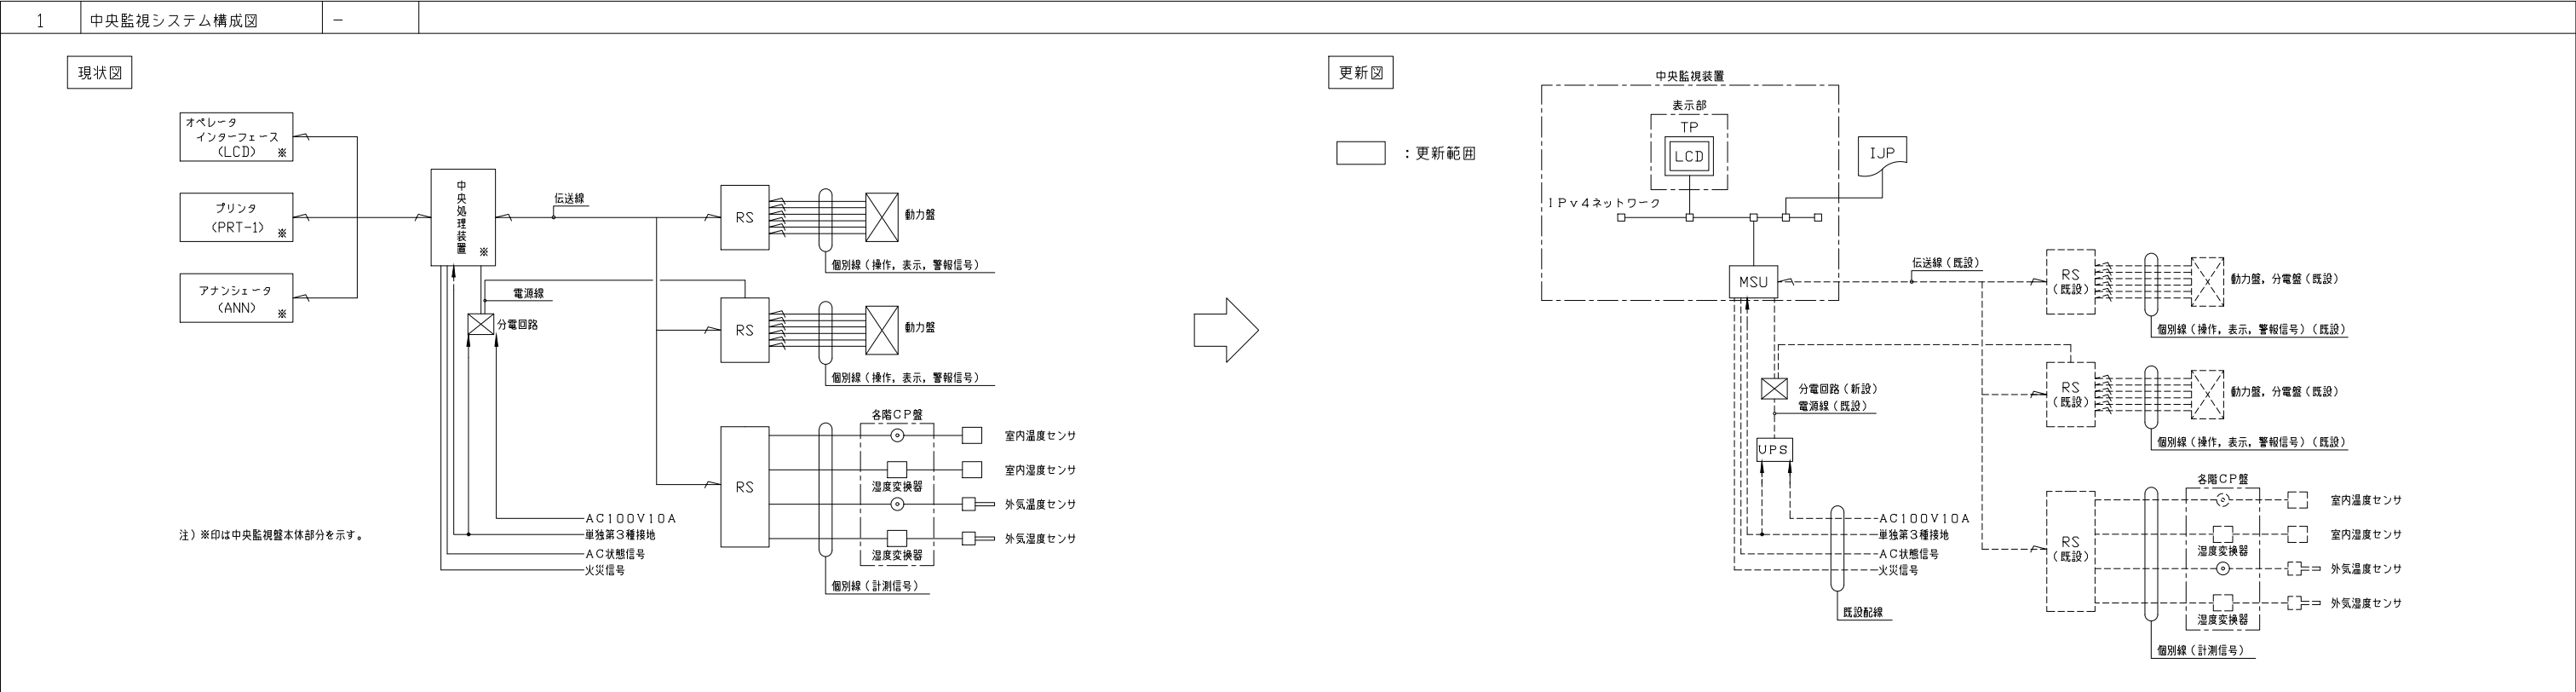 1 中央監視システム構成図 －
現状図
オペレータ
インターフェース
(LCD) ※
プリンタ
(PRT-1) ※
アナンシェータ
(ANN) ※
中央処理装置 ※
伝送線
電源線
分電回路
RS
動力盤
個別線（操作，表示，警報信号）
RS
動力盤
個別線（操作，表示，警報信号）
RS
各階ＣＰ盤
室内温度センサ
室内湿度センサ
湿度変換器
外気温度センサ
外気湿度センサ
湿度変換器
個別線（計測信号）
ＡＣ１００Ｖ１０Ａ
単独第３種接地
ＡＣ状態信号
火災信号
注）※印は中央監視盤本体部分を示す。
更新図
：更新範囲
中央監視装置
表示部
TP
LCD
IJP
ＩＰｖ４ネットワーク
MSU
伝送線（既設）
分電回路（新設）
電源線（既設）
UPS
ＡＣ１００Ｖ１０Ａ
単独第３種接地
ＡＣ状態信号
火災信号
既設配線
RS
（既設）
動力盤，分電盤（既設）
個別線（操作，表示，警報信号）（既設）
RS
（既設）
動力盤，分電盤（既設）
個別線（操作，表示，警報信号）（既設）
RS
（既設）
各階ＣＰ盤
室内温度センサ
室内湿度センサ
湿度変換器
外気温度センサ
外気湿度センサ
湿度変換器
個別線（計測信号）